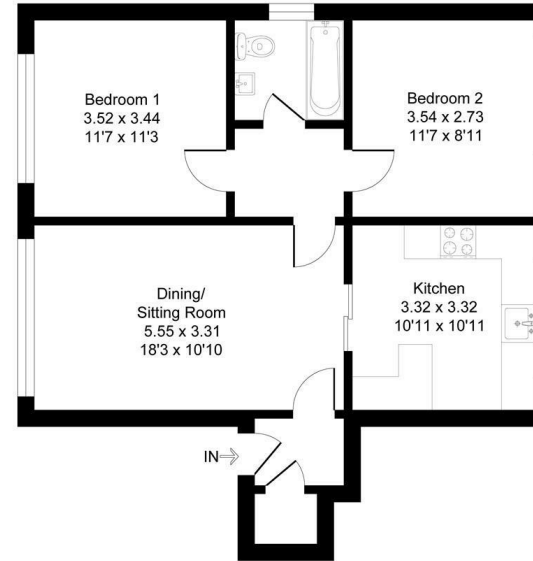 Bedroom 1
3.52 x 3.44
11'7 x 11'3
Bedroom 2
3.54 x 2.73
11'7 x 8'11
Dining/
Sitting Room
5.55 x 3.31
18'3 x 10'10
Kitchen
3.32 x 3.32
10'11 x 10'11
IN